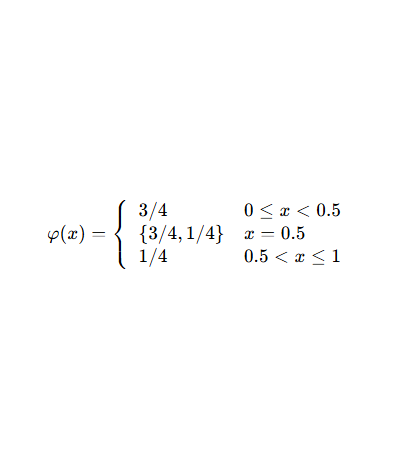 3/4 0 ≤ x < 0.5
φ(x) = { {3/4, 1/4} x = 0.5
1/4 0.5 < x ≤ 1